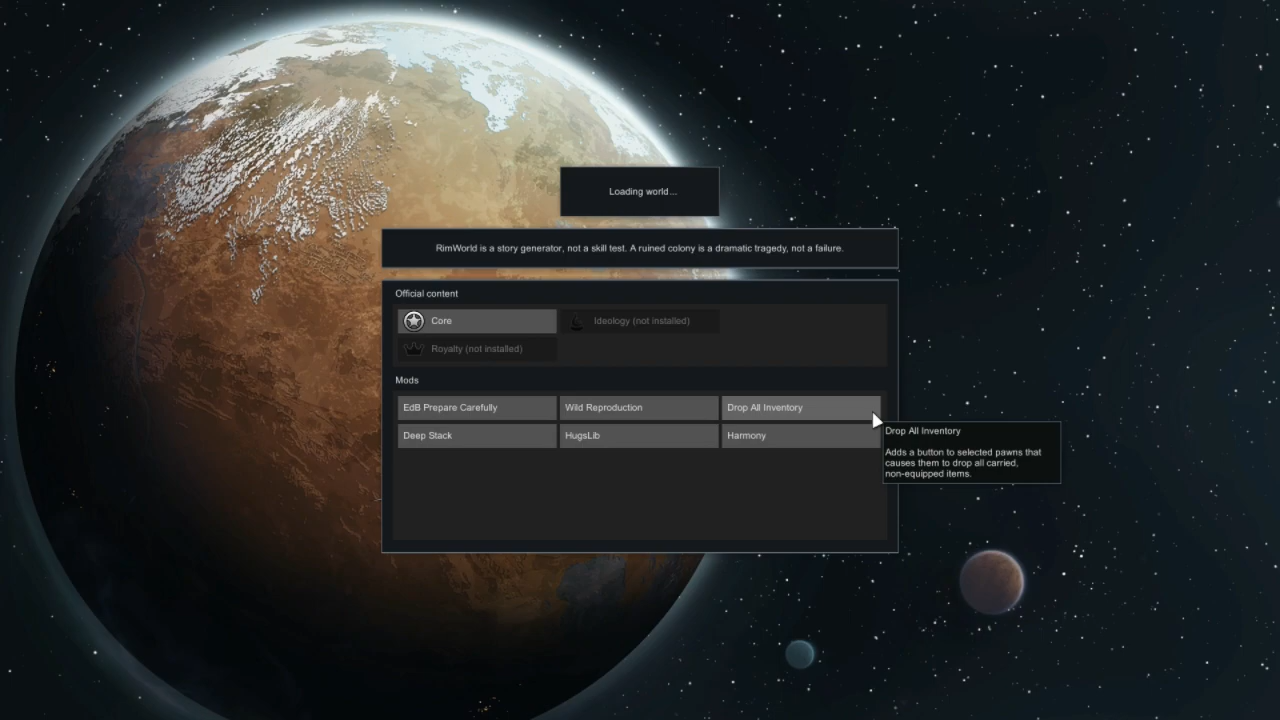 Loading world...
RimWorld is a story generator, not a skill test. A ruined colony is a dramatic tragedy, not a failure.
Official content
Core
Ideology (not installed)
Royalty (not installed)
Mods
EdB Prepare Carefully
Wild Reproduction
Drop All Inventory
Deep Stack
HugsLib
Harmony
Drop All Inventory
Adds a button to selected pawns that
causes them to drop all carried,
non-equipped items.